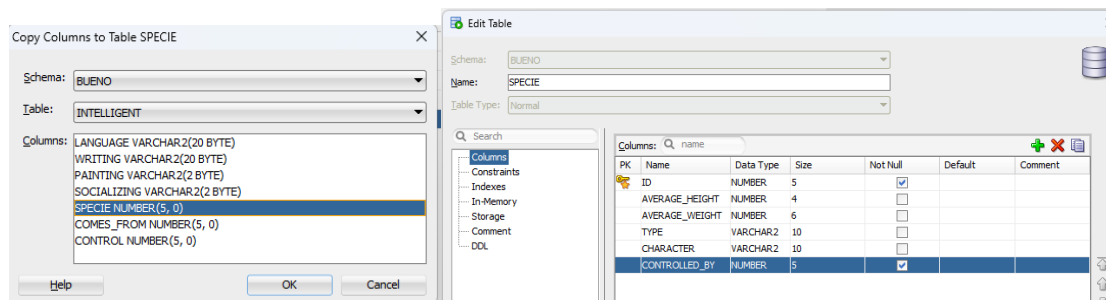 Copy Columns to Table SPECIE
Schema: BUENO
Table: INTELLIGENT
Columns: LANGUAGE VARCHAR2(20 BYTE)
WRITING VARCHAR2(20 BYTE)
PAINTING VARCHAR2(2 BYTE)
SOCIALIZING VARCHAR2(2 BYTE)
SPECIE NUMBER(5, 0)
COMES_FROM NUMBER(5, 0)
CONTROL NUMBER(5, 0)
Help OK Cancel
Edit Table
Schema: BUENO
Name: SPECIE
Table Type: Normal
Search
Columns
Constraints
Indexes
In-Memory
Storage
Comment
DDL
Columns: name
PK Name Data Type Size Not Null Default Comment
ID NUMBER 5
AVERAGE_HEIGHT NUMBER 4
AVERAGE_WEIGHT NUMBER 6
TYPE VARCHAR2 10
CHARACTER VARCHAR2 10
CONTROLLED_BY NUMBER 5